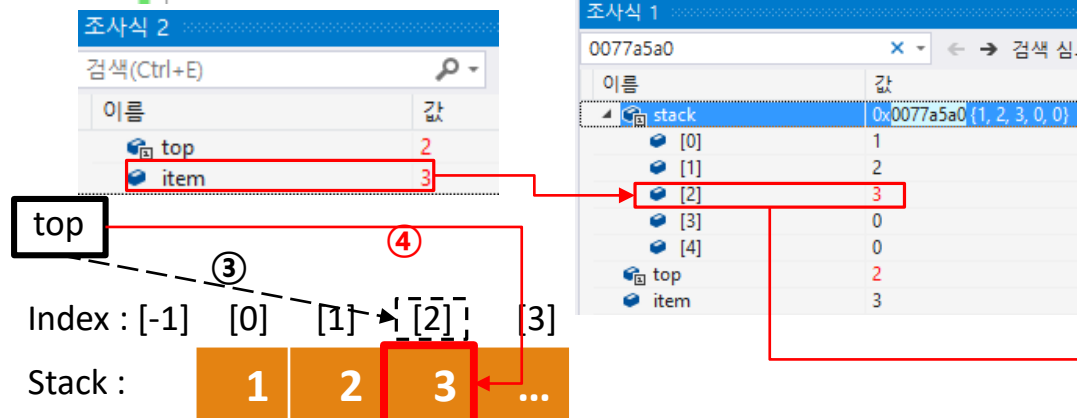 조사식 2
검색(Ctrl+E)
이름 값
top 2
item 3
조사식 1
0077a5a0 검색 심
이름 값
stack 0x0077a5a0 {1, 2, 3, 0, 0}
[0] 1
[1] 2
[2] 3
[3] 0
[4] 0
top 2
item 3
top
④
③
Index : [-1] [0] [1] [2] [3]
Stack : 1 2 3 ...